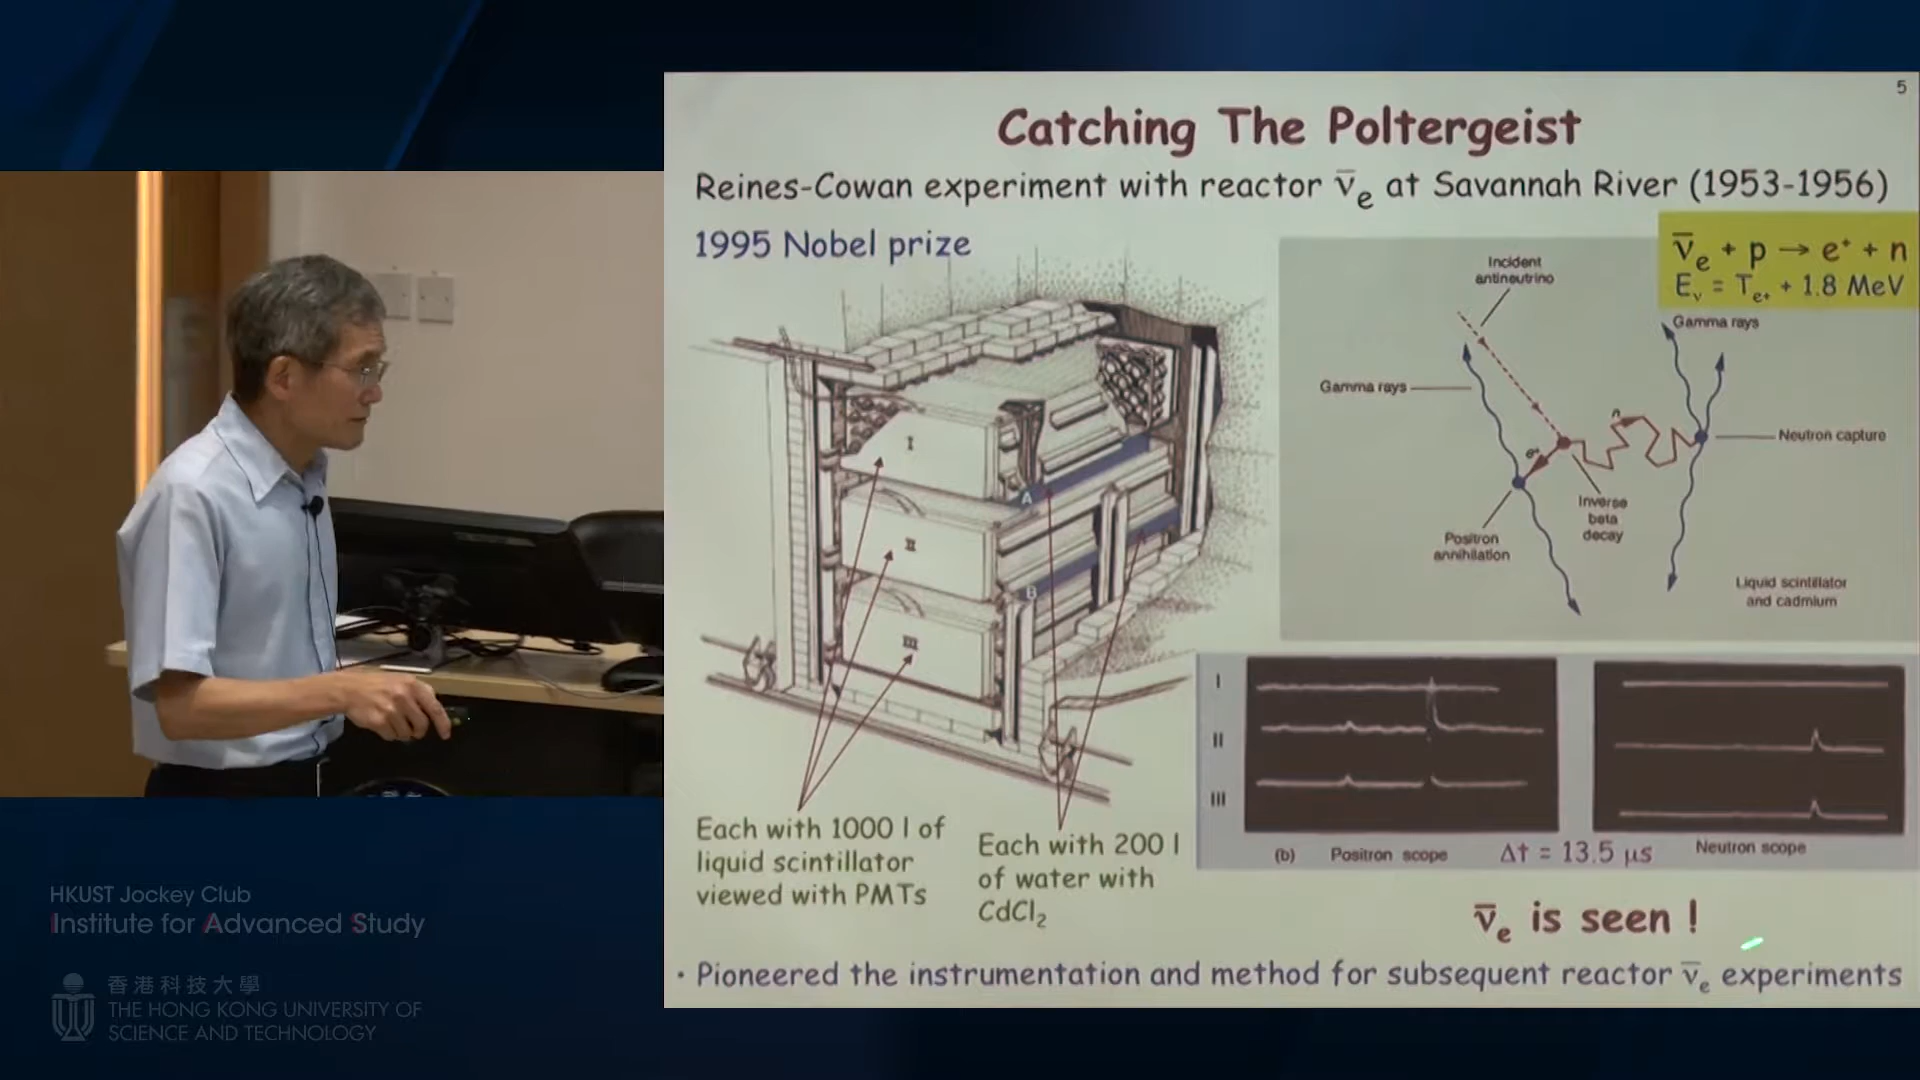 5
Catching The Poltergeist
Reines-Cowan experiment with reactor ν̅e at Savannah River (1953-1956)
1995 Nobel prize
ν̅e + p → e⁺ + n
Eν = Te+ + 1.8 MeV
Incident
antineutrino
Gamma rays
Gamma rays
n
e⁺
Neutron capture
Inverse
beta
decay
Positron
annihilation
Liquid scintillator
and cadmium
I
A
II
B
III
I
II
III
(b) Positron scope Δt = 13.5 μs Neutron scope
Each with 1000 l of
liquid scintillator
viewed with PMTs
Each with 200 l
of water with
CdCl₂
ν̅e is seen !
• Pioneered the instrumentation and method for subsequent reactor ν̅e experiments
HKUST Jockey Club
Institute for Advanced Study
香港科技大學
THE HONG KONG UNIVERSITY OF
SCIENCE AND TECHNOLOGY